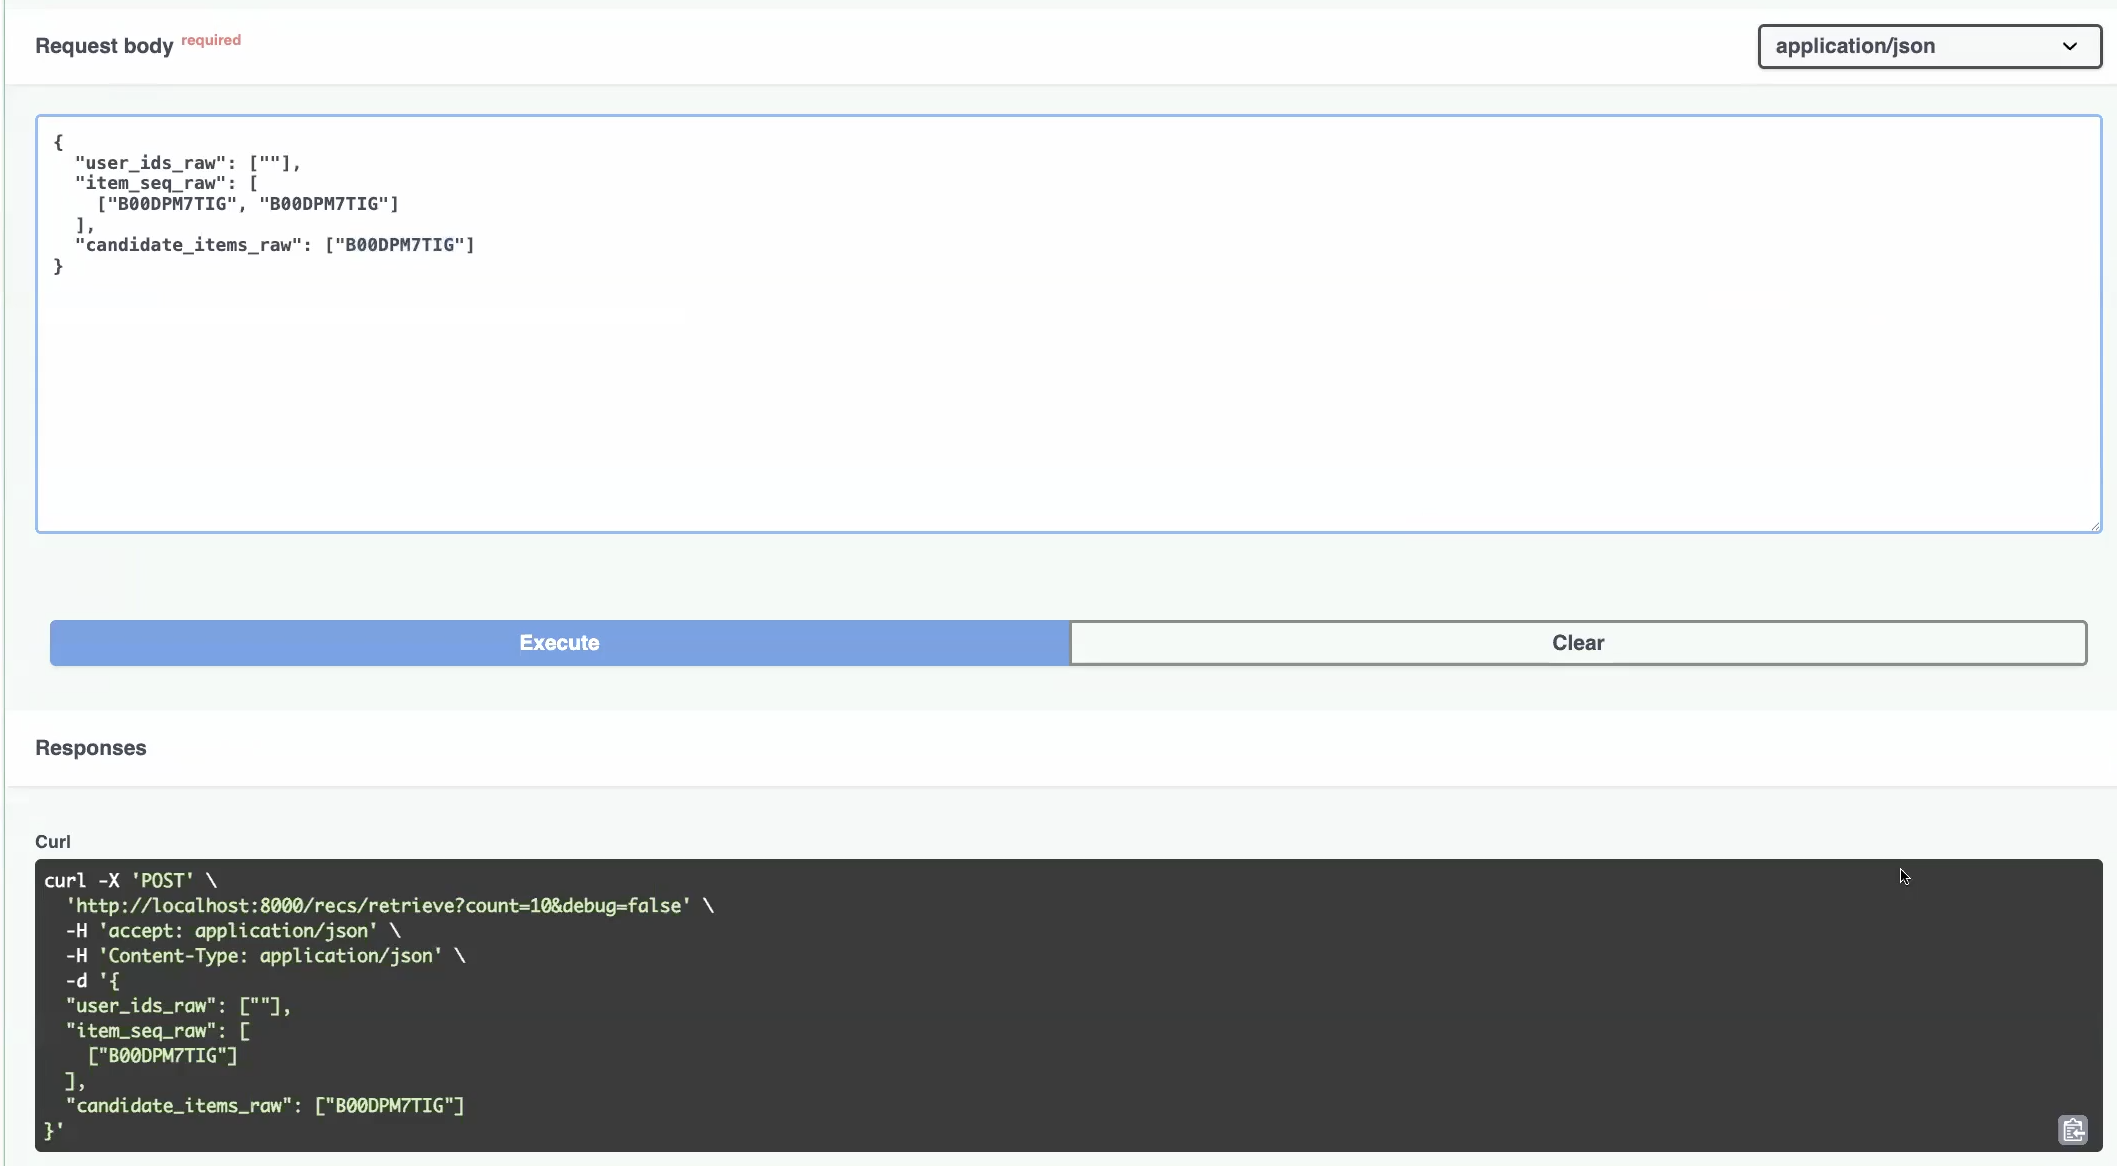 Request body required
application/json
{
  "user_ids_raw": [""],
  "item_seq_raw": [
    ["B00DPM7TIG", "B00DPM7TIG"]
  ],
  "candidate_items_raw": ["B00DPM7TIG"]
}
Execute
Clear
Responses
Curl
curl -X 'POST' \
  'http://localhost:8000/recs/retrieve?count=10&debug=false' \
  -H 'accept: application/json' \
  -H 'Content-Type: application/json' \
  -d '{
  "user_ids_raw": [""],
  "item_seq_raw": [
    ["B00DPM7TIG"]
  ],
  "candidate_items_raw": ["B00DPM7TIG"]
}'